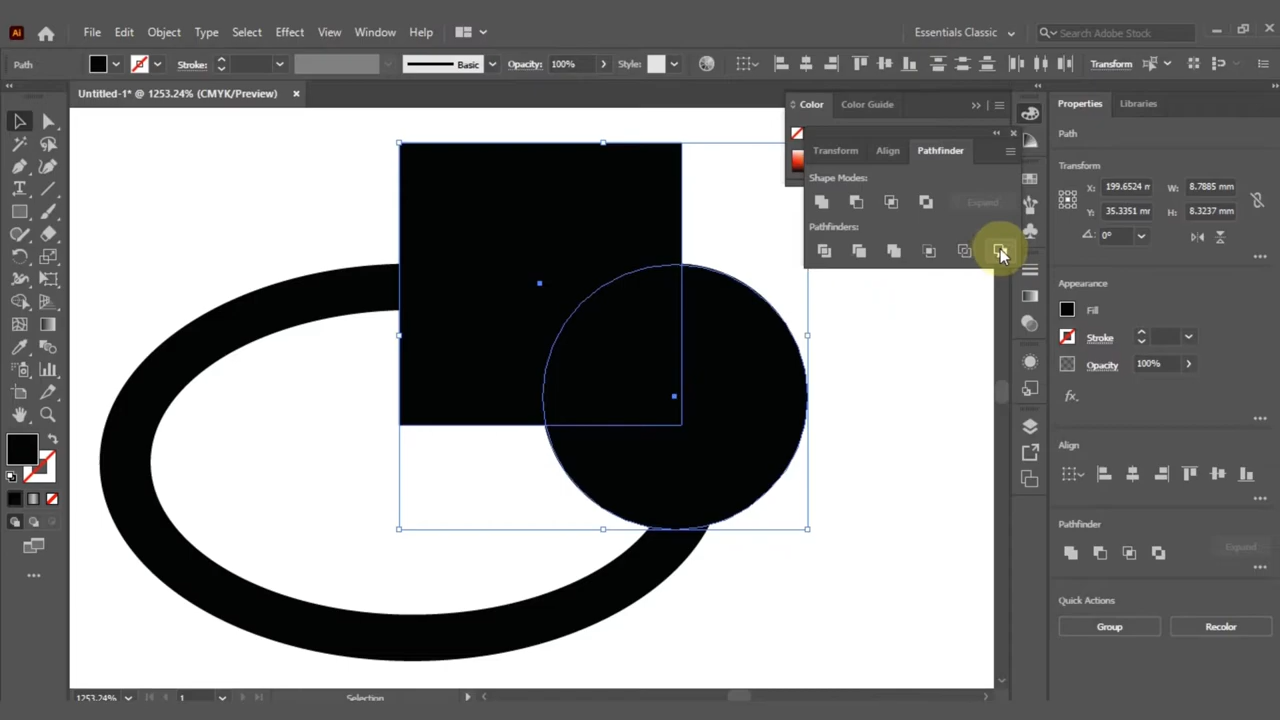 Ai File Edit Object Type Select Effect View Window Help Essentials Classic Search Adobe Stock
Path Stroke: Basic Opacity: 100% Style: Transform
Untitled-1* @ 1253.24% (CMYK/Preview)
Color Color Guide
Transform Align Pathfinder
Shape Modes:
Expand
Pathfinders:
Properties Libraries
Path
Transform
X: 199.6524 m W: 8.7885 mm
Y: 35.3351 mr H: 8.3237 mm
0°
Appearance
Fill
Stroke
Opacity 100%
fx.
Align
Pathfinder
Expand
Quick Actions
Group Recolor
1253.24% 1 Selection